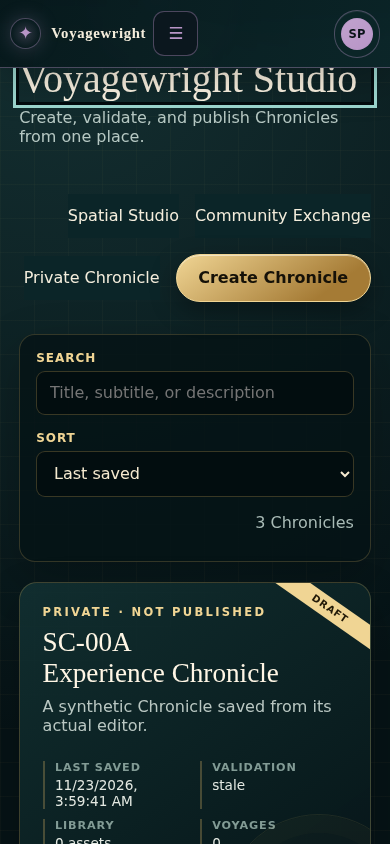 Voyagewright
SP
Voyagewright Studio
Create, validate, and publish Chronicles
from one place.
Spatial Studio
Community Exchange
Private Chronicle
Create Chronicle
SEARCH
Title, subtitle, or description
SORT
Last saved
3 Chronicles
DRAFT
PRIVATE · NOT PUBLISHED
SC-00A
Experience Chronicle
A synthetic Chronicle saved from its
actual editor.
LAST SAVED
11/23/2026,
3:59:41 AM
VALIDATION
stale
LIBRARY
0 assets
VOYAGES
0